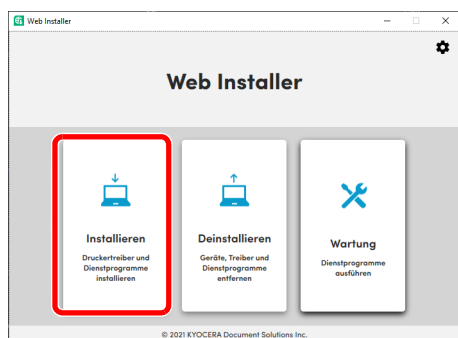 Web Installer
Web Installer
Installieren
Druckertreiber und
Dienstprogramme
installieren
Deinstallieren
Geräte, Treiber und
Dienstprogramme
entfernen
Wartung
Dienstprogramme
ausführen
© 2021 KYOCERA Document Solutions Inc.